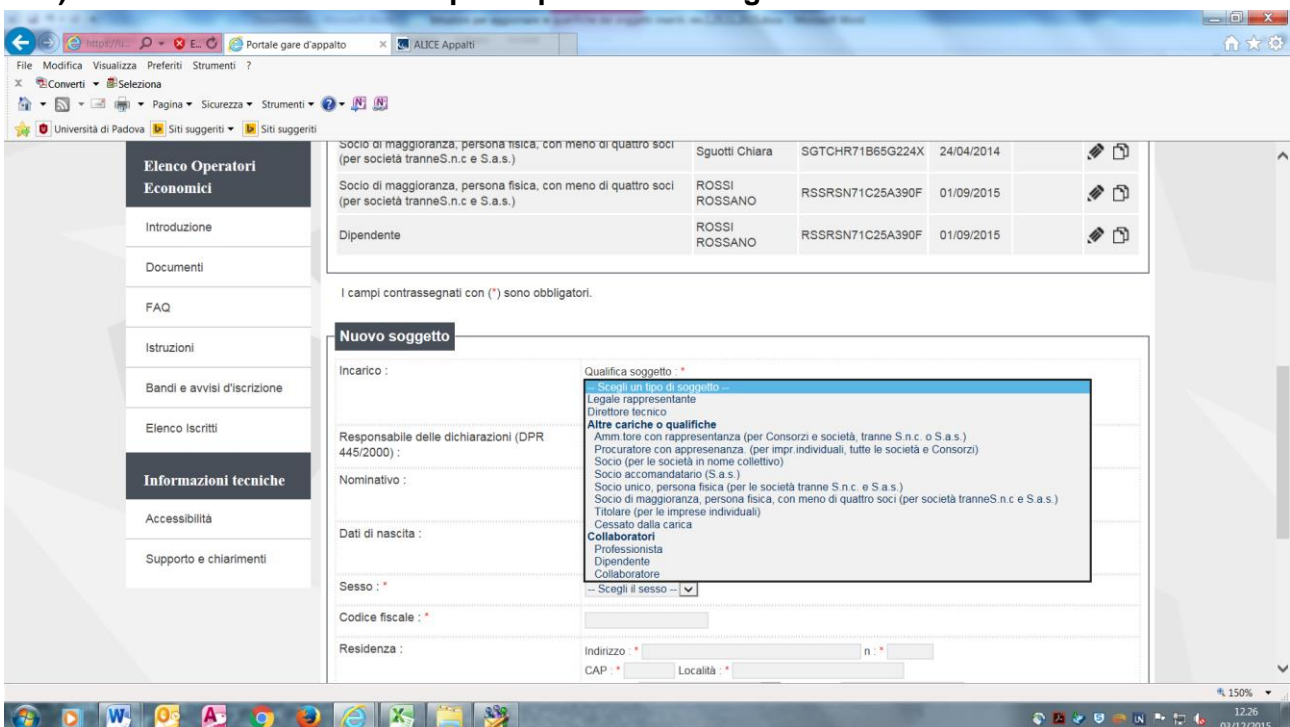 https://
E...
Portale gare d'appalto
ALICE Appalti
File Modifica Visualizza Preferiti Strumenti ?
x Converti Seleziona
Pagina Sicurezza Strumenti
Università di Padova Siti suggeriti Siti suggeriti
Elenco Operatori
Economici
Introduzione
Documenti
FAQ
Istruzioni
Bandi e avvisi d'iscrizione
Elenco Iscritti
Informazioni tecniche
Accessibilità
Supporto e chiarimenti
Socio di maggioranza, persona fisica, con meno di quattro soci
(per società tranneS.n.c e S.a.s.)
Sguotti Chiara SGTCHR71B65G224X 24/04/2014
Socio di maggioranza, persona fisica, con meno di quattro soci
(per società tranneS.n.c e S.a.s.)
ROSSI
ROSSANO
RSSRSN71C25A390F 01/09/2015
Dipendente
ROSSI
ROSSANO
RSSRSN71C25A390F 01/09/2015
I campi contrassegnati con (*) sono obbligatori.
Nuovo soggetto
Incarico :
Qualifica soggetto : *
-- Scegli un tipo di soggetto --
Legale rappresentante
Direttore tecnico
Altre cariche o qualifiche
Amm.tore con rappresentanza (per Consorzi e società, tranne S.n.c. o S.a.s.)
Procuratore con appresenanza. (per impr.individuali, tutte le società e Consorzi)
Socio (per le società in nome collettivo)
Socio accomandatario (S.a.s.)
Socio unico, persona fisica (per le società tranne S.n.c. e S.a.s.)
Socio di maggioranza, persona fisica, con meno di quattro soci (per società tranneS.n.c e S.a.s.)
Titolare (per le imprese individuali)
Cessato dalla carica
Collaboratori
Professionista
Dipendente
Collaboratore
Responsabile delle dichiarazioni (DPR
445/2000) :
Nominativo :
Dati di nascita :
Sesso : *
-- Scegli il sesso --
Codice fiscale : *
Residenza :
Indirizzo : * n : *
CAP : * Località : *
150%
12.26
03/12/2015